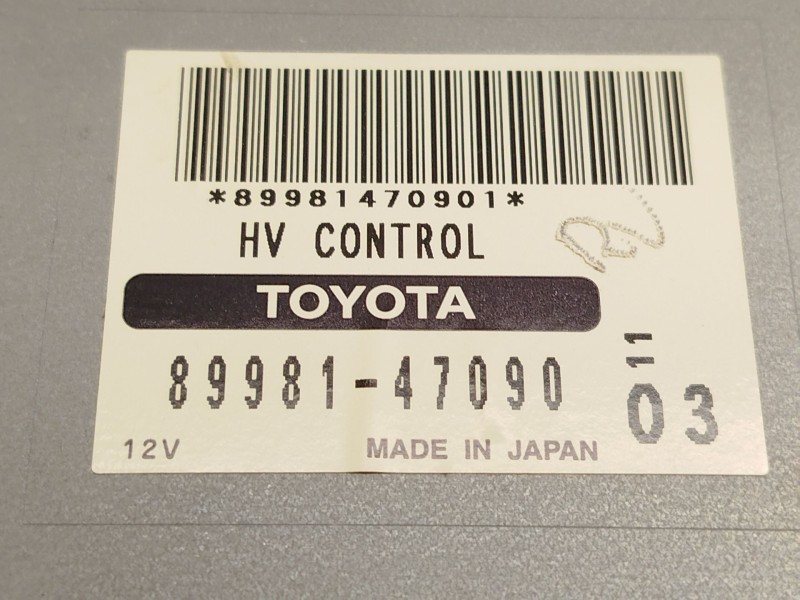 *89981470901*
HV CONTROL
TOYOTA
89981-47090
11
03
12V
MADE IN JAPAN